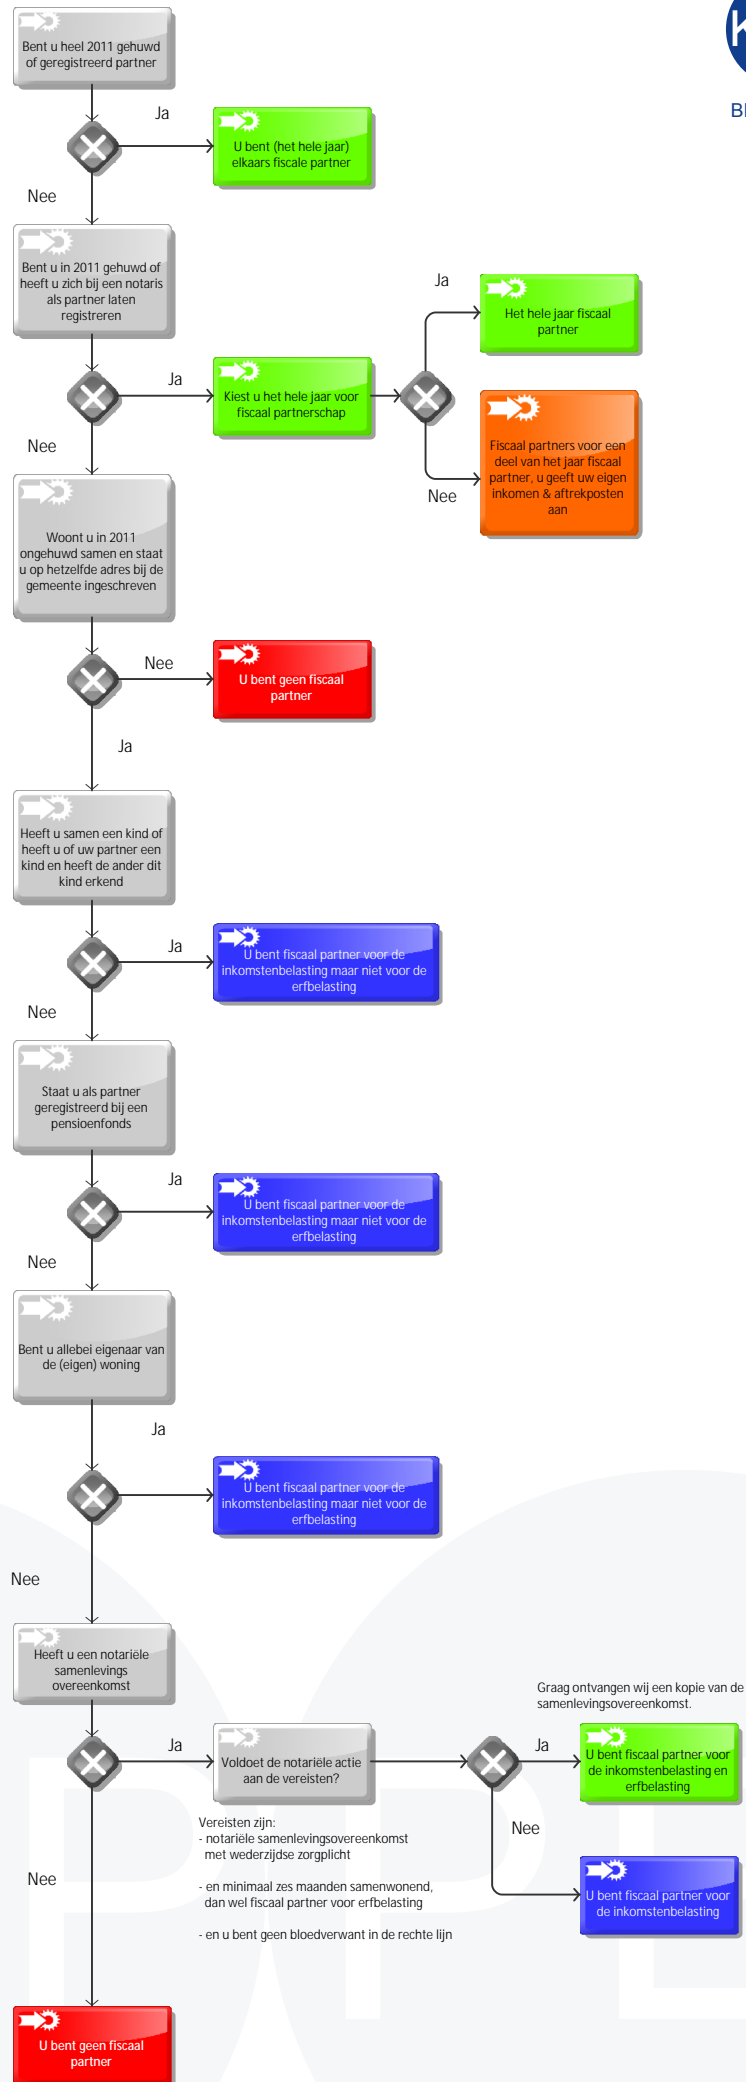 Bent u heel 2011 gehuwd
of geregistreerd partner
Ja
U bent (het hele jaar)
elkaars fiscale partner
Nee
Bent u in 2011 gehuwd of
heeft u zich bij een notaris
als partner laten
registreren
Ja
Kiest u het hele jaar voor
fiscaal partnerschap
Ja
Het hele jaar fiscaal
partner
Nee
Fiscaal partners voor een
deel van het jaar fiscaal
partner, u geeft uw eigen
inkomen & aftrekposten
aan
Nee
Woont u in 2011
ongehuwd samen en staat
u op hetzelfde adres bij de
gemeente ingeschreven
Nee
U bent geen fiscaal
partner
Ja
Heeft u samen een kind of
heeft u of uw partner een
kind en heeft de ander dit
kind erkend
Ja
U bent fiscaal partner voor de
inkomstenbelasting maar niet voor de
erfbelasting
Nee
Staat u als partner
geregistreerd bij een
pensioenfonds
Ja
U bent fiscaal partner voor de
inkomstenbelasting maar niet voor de
erfbelasting
Nee
Bent u allebei eigenaar van
de (eigen) woning
Ja
U bent fiscaal partner voor de
inkomstenbelasting maar niet voor de
erfbelasting
Nee
Heeft u een notariële
samenlevings
overeenkomst
Graag ontvangen wij een kopie van de
samenlevingsovereenkomst.
Ja
Voldoet de notariële actie
aan de vereisten?
Ja
U bent fiscaal partner voor
de inkomstenbelasting en
erfbelasting
Vereisten zijn:
- notariële samenlevingsovereenkomst
met wederzijdse zorgplicht
- en minimaal zes maanden samenwonend,
dan wel fiscaal partner voor erfbelasting
- en u bent geen bloedverwant in de rechte lijn
Nee
U bent fiscaal partner voor
de inkomstenbelasting
Nee
U bent geen fiscaal
partner